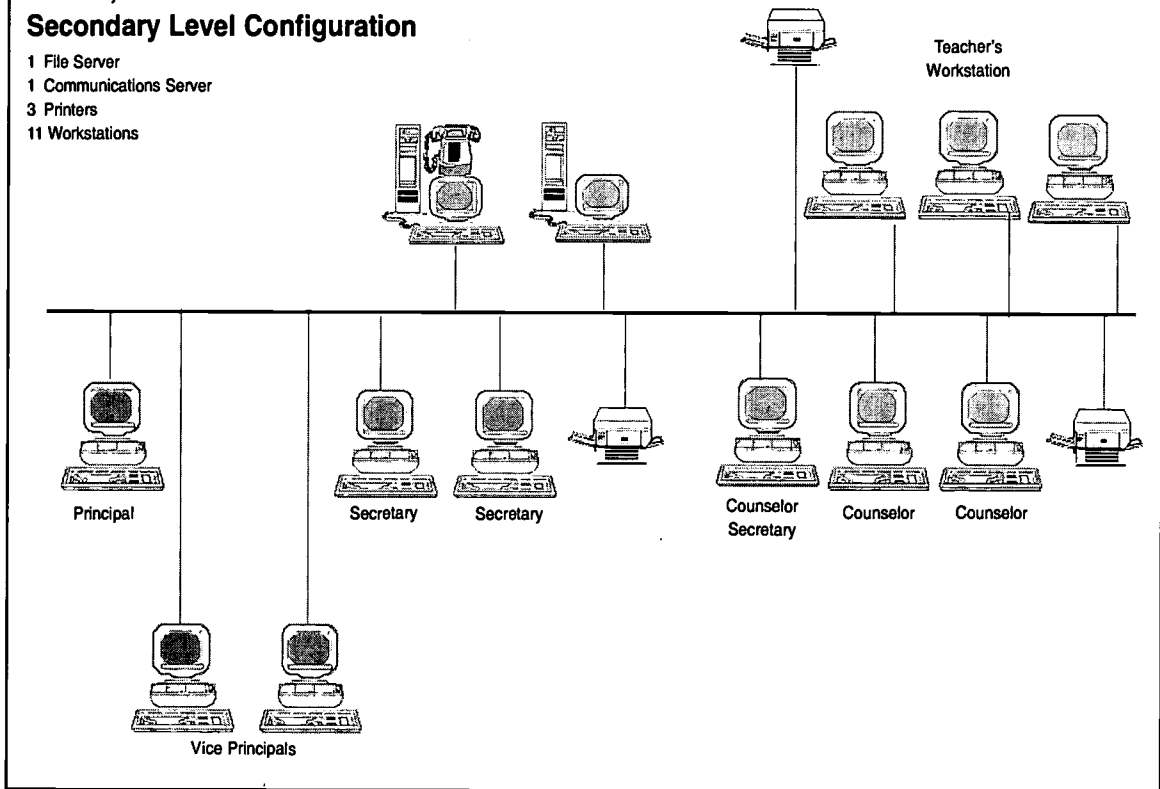 Secondary Level Configuration
1 File Server
1 Communications Server
3 Printers
11 Workstations
Teacher's
Workstation
Principal
Secretary
Secretary
Counselor
Secretary
Counselor
Counselor
Vice Principals